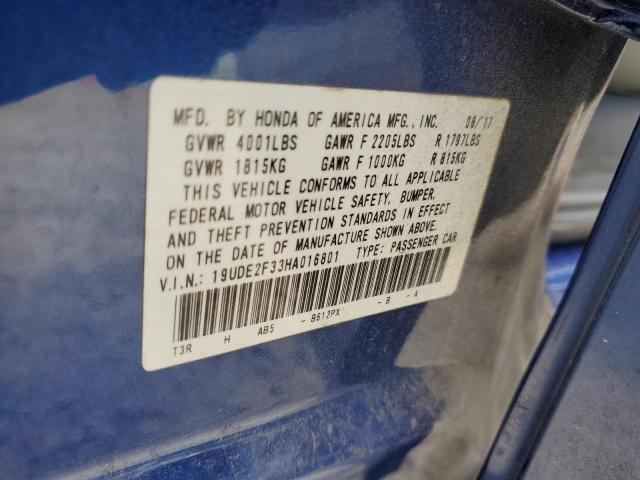 MFD. BY HONDA OF AMERICA MFG., INC. 08/17
GVWR 4001LBS GAWR F 2205LBS R 1797LBS
GVWR 1815KG GAWR F 1000KG R 815KG
THIS VEHICLE CONFORMS TO ALL APPLICABLE
FEDERAL MOTOR VEHICLE SAFETY, BUMPER,
AND THEFT PREVENTION STANDARDS IN EFFECT
ON THE DATE OF MANUFACTURE SHOWN ABOVE.
V.I.N.: 19UDE2F33HA016801 TYPE: PASSENGER CAR
T3R H AB5 - B612PX - B - A